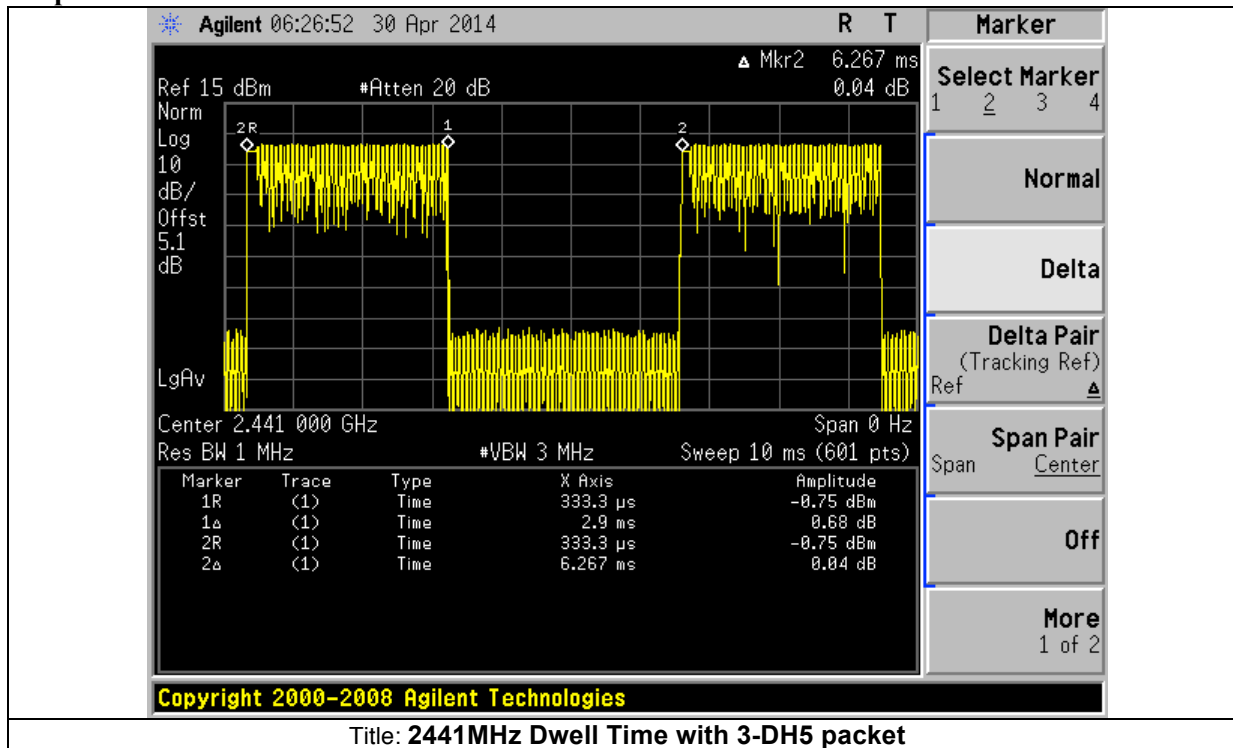 Agilent 06:26:52 30 Apr 2014 R T
Marker
Δ Mkr2 6.267 ms
Ref 15 dBm #Atten 20 dB 0.04 dB
Norm
Log
10
dB/
Offst
5.1
dB
LgAv
2R
1
2
Center 2.441 000 GHz Span 0 Hz
Res BW 1 MHz #VBW 3 MHz Sweep 10 ms (601 pts)
Marker Trace Type X Axis Amplitude
1R (1) Time 333.3 µs -0.75 dBm
1Δ (1) Time 2.9 ms 0.68 dB
2R (1) Time 333.3 µs -0.75 dBm
2Δ (1) Time 6.267 ms 0.04 dB
Select Marker
1 2 3 4
Normal
Delta
Delta Pair
(Tracking Ref)
Ref Δ
Span Pair
Span Center
Off
More
1 of 2
Copyright 2000-2008 Agilent Technologies
Title: 2441MHz Dwell Time with 3-DH5 packet